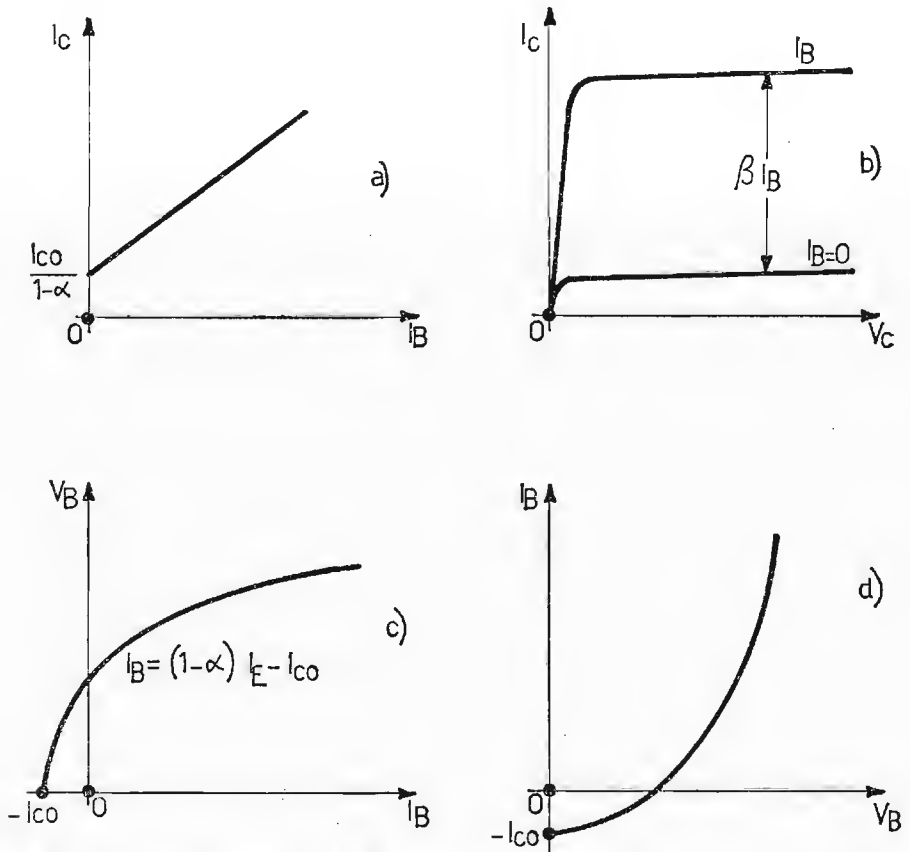 IC
a)
ICO
1-α
0
IB
IC
IB
b)
β IB
IB=0
0
VC
VB
c)
IB = (1-α) IE - ICO
-ICO
0
IB
IB
d)
0
-ICO
VB